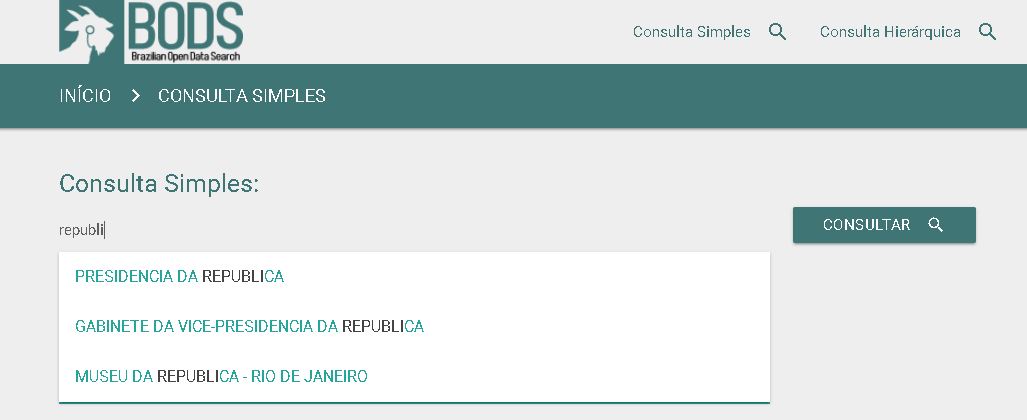 BODS
Brazilian Open Data Search
Consulta Simples
Consulta Hierárquica
INÍCIO > CONSULTA SIMPLES
Consulta Simples:
republi
CONSULTAR
PRESIDENCIA DA REPUBLICA
GABINETE DA VICE-PRESIDENCIA DA REPUBLICA
MUSEU DA REPUBLICA - RIO DE JANEIRO